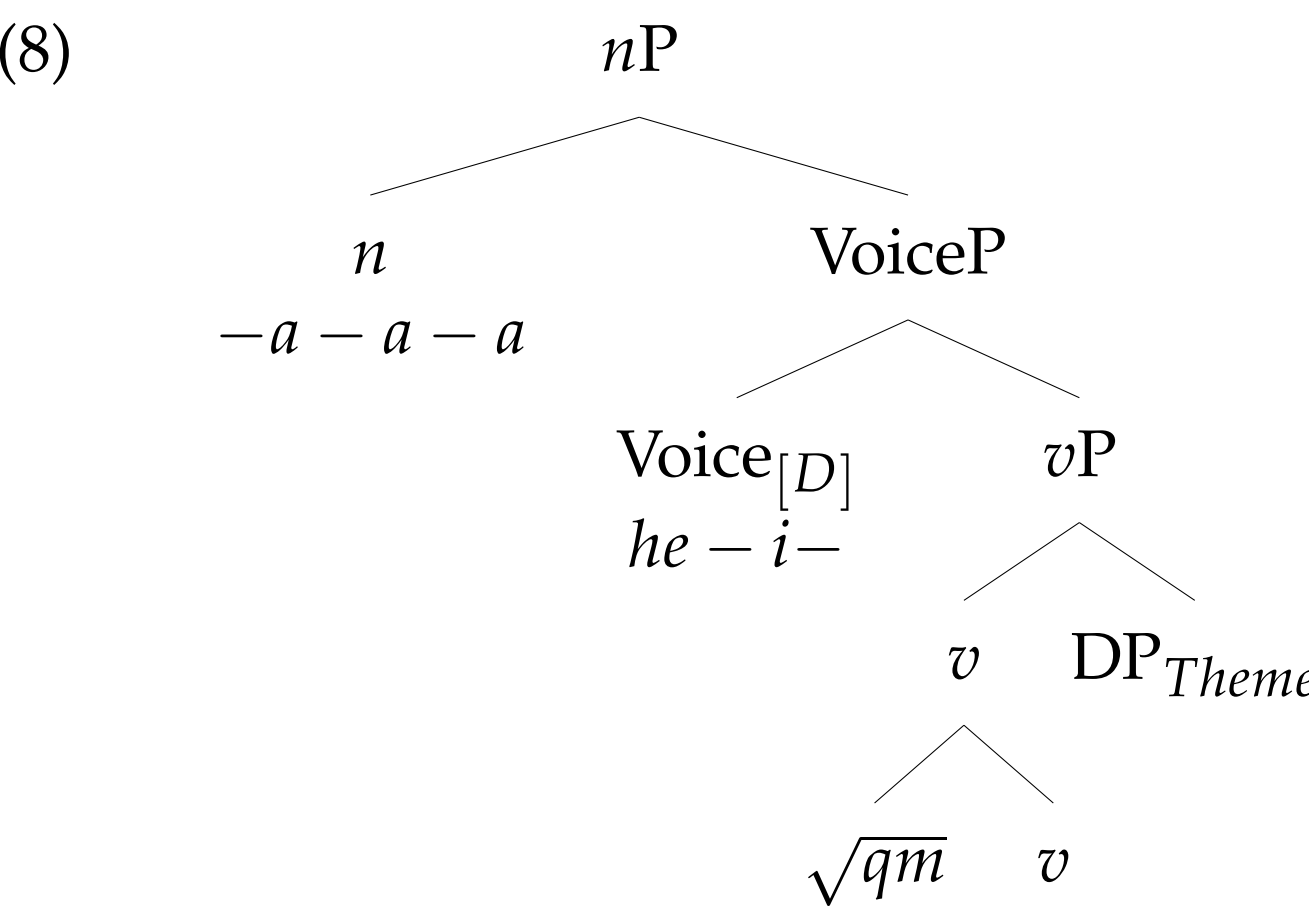 (8) nP
n VoiceP
−a − a − a
Voice[D] vP
he − i−
v DPTheme
√qm v